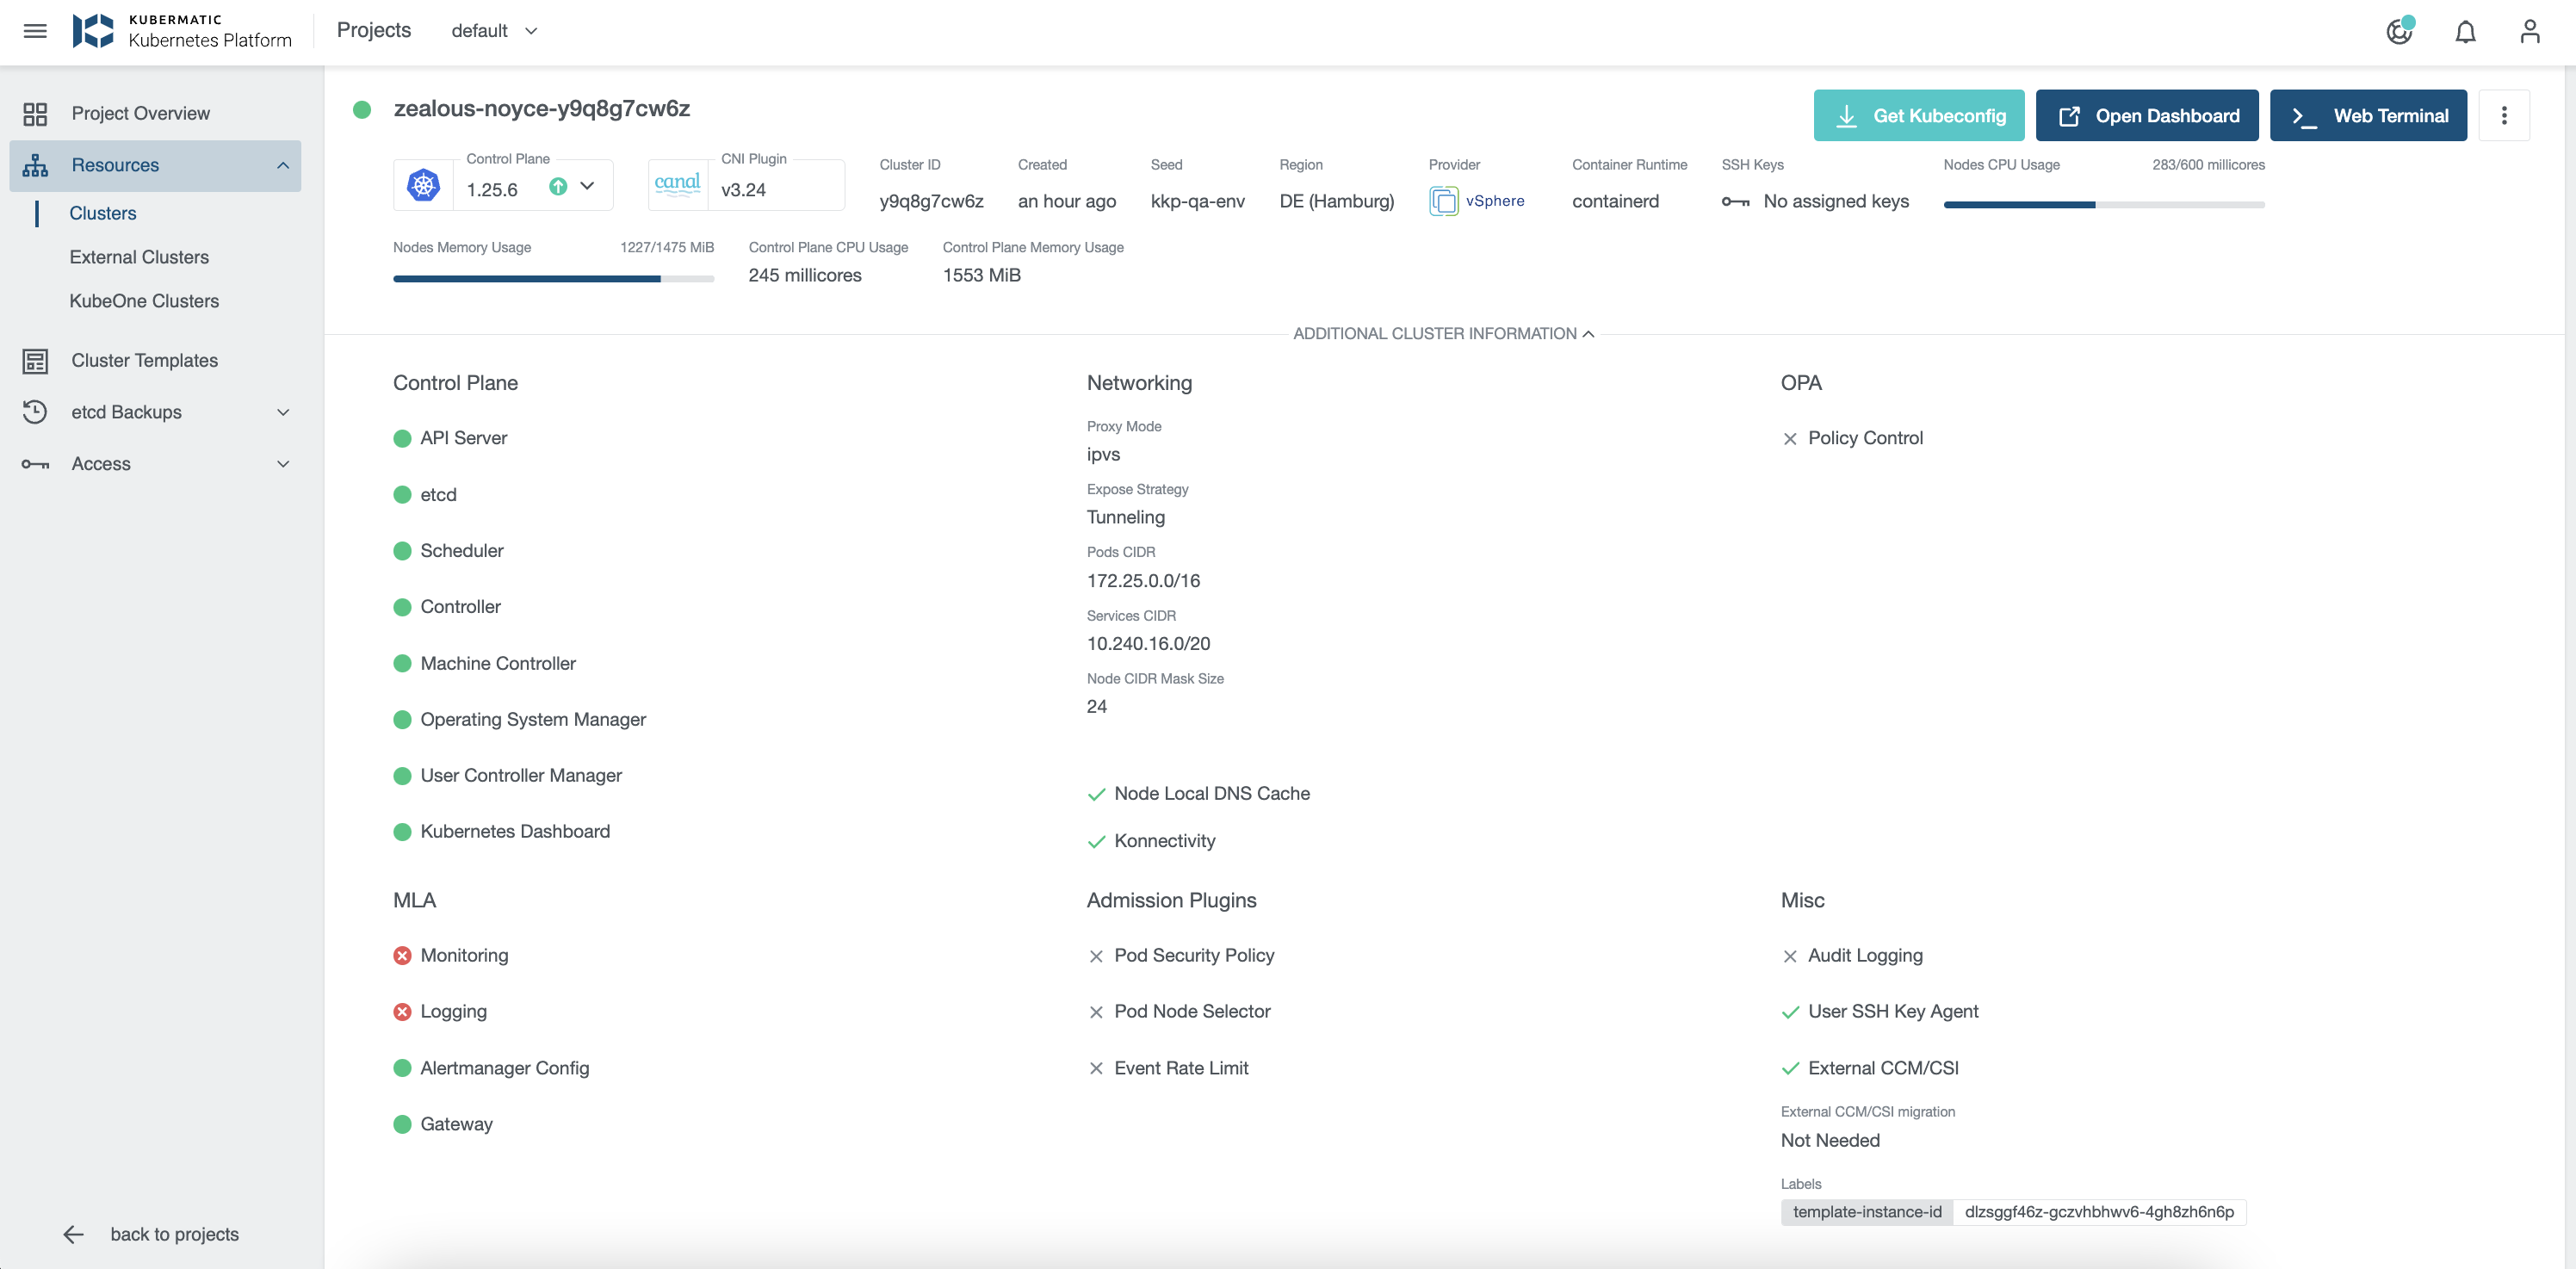 KUBERMATIC
Kubernetes Platform
Projects
default
Project Overview
Resources
Clusters
External Clusters
KubeOne Clusters
Cluster Templates
etcd Backups
Access
back to projects
zealous-noyce-y9q8g7cw6z
Get Kubeconfig
Open Dashboard
Web Terminal
Control Plane
1.25.6
canal
CNI Plugin
v3.24
Cluster ID
y9q8g7cw6z
Created
an hour ago
Seed
kkp-qa-env
Region
DE (Hamburg)
Provider
vSphere
Container Runtime
containerd
SSH Keys
No assigned keys
Nodes CPU Usage
283/600 millicores
Nodes Memory Usage
1227/1475 MiB
Control Plane CPU Usage
245 millicores
Control Plane Memory Usage
1553 MiB
ADDITIONAL CLUSTER INFORMATION
Control Plane
API Server
etcd
Scheduler
Controller
Machine Controller
Operating System Manager
User Controller Manager
Kubernetes Dashboard
Networking
Proxy Mode
ipvs
Expose Strategy
Tunneling
Pods CIDR
172.25.0.0/16
Services CIDR
10.240.16.0/20
Node CIDR Mask Size
24
Node Local DNS Cache
Konnectivity
OPA
Policy Control
MLA
Monitoring
Logging
Alertmanager Config
Gateway
Admission Plugins
Pod Security Policy
Pod Node Selector
Event Rate Limit
Misc
Audit Logging
User SSH Key Agent
External CCM/CSI
External CCM/CSI migration
Not Needed
Labels
template-instance-id dlzsggf46z-gczvhbhwv6-4gh8zh6n6p